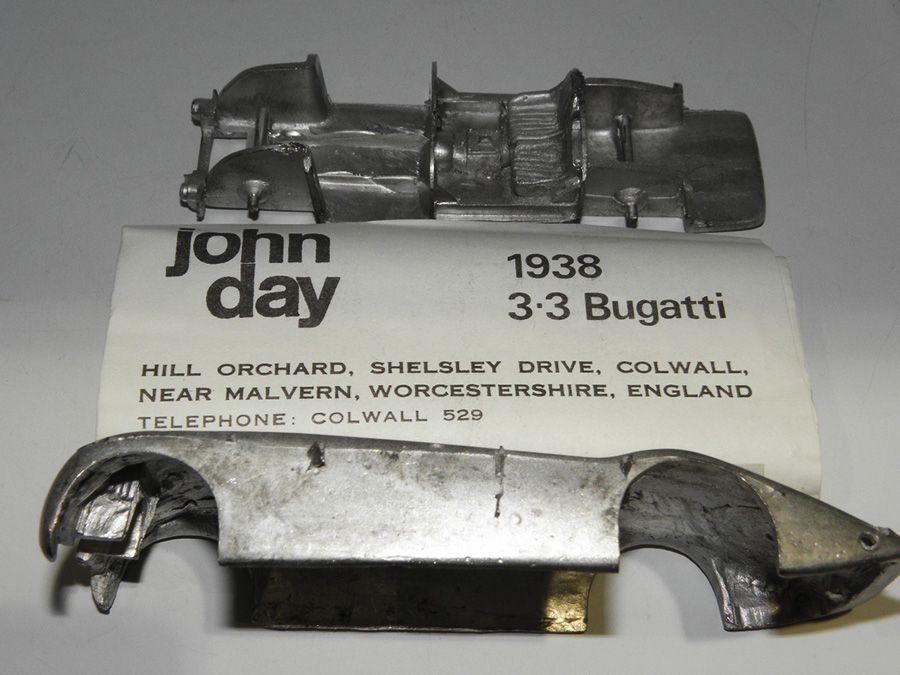 john
day
1938
3·3 Bugatti
HILL ORCHARD, SHELSLEY DRIVE, COLWALL,
NEAR MALVERN, WORCESTERSHIRE, ENGLAND
TELEPHONE: COLWALL 529